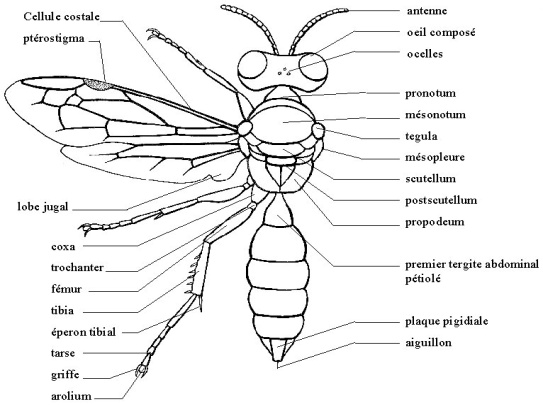 Cellule costale
ptérostigma
lobe jugal
coxa
trochanter
fémur
tibia
éperon tibial
tarse
griffe
arolium
antenne
oeil composé
ocelles
pronotum
mésonotum
tegula
mésopleure
scutellum
postscutellum
propodeum
premier tergite abdominal
pétiolé
plaque pigidiale
aiguillon